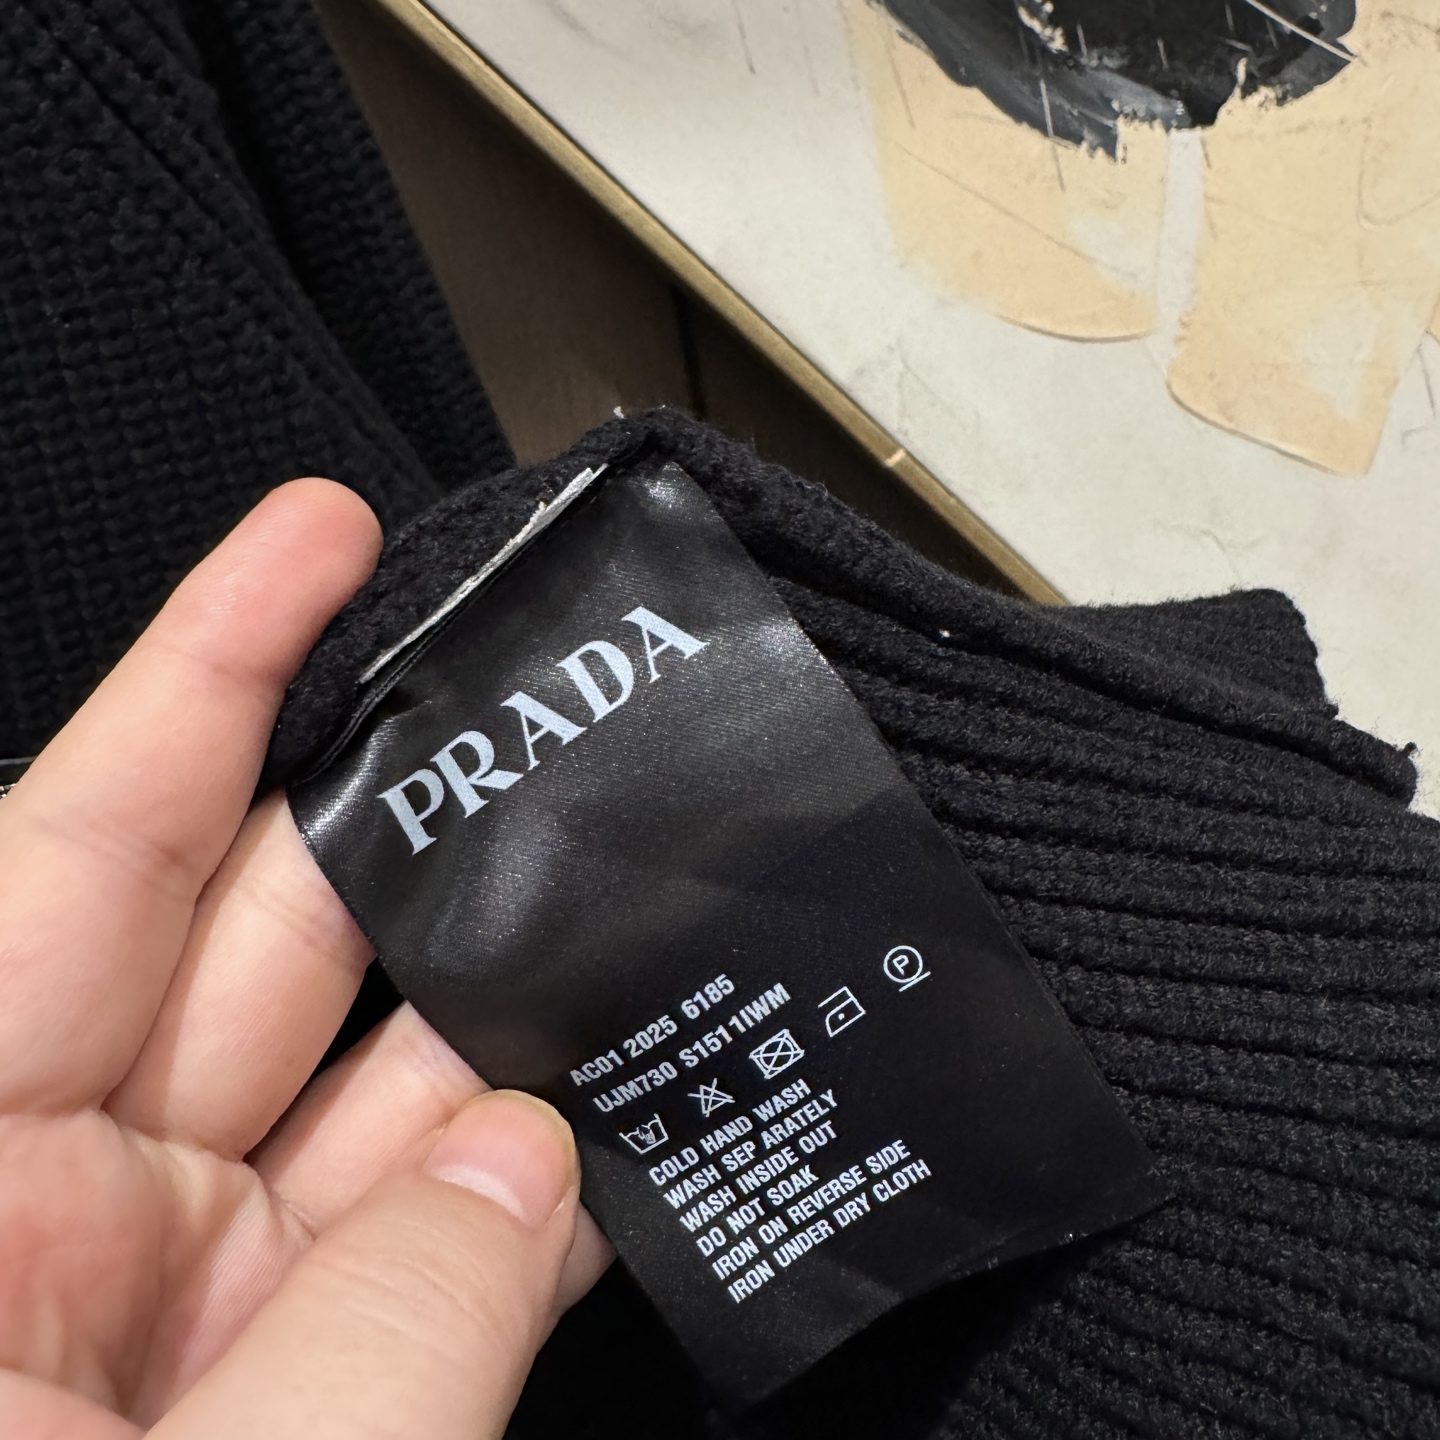 PRADA
AC01 2025 6185
UJM730 S151 1IWM
P
COLD HAND WASH
WASH SEP ARATELY
WASH INSIDE OUT
DO NOT SOAK
IRON ON REVERSE SIDE
IRON UNDER DRY CLOTH